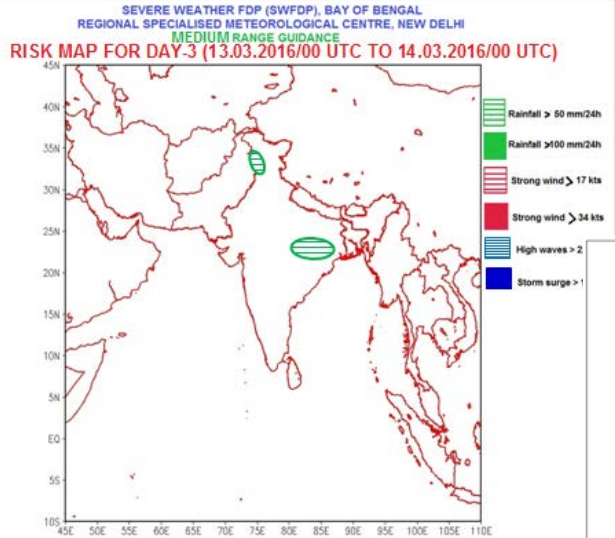 SEVERE WEATHER FDP (SWFDP), BAY OF BENGAL
REGIONAL SPECIALISED METEOROLOGICAL CENTRE, NEW DELHI
MEDIUM RANGE GUIDANCE
RISK MAP FOR DAY-3 (13.03.2016/00 UTC TO 14.03.2016/00 UTC)
45N
40N
35N
30N
25N
20N
15N
10N
5N
EQ
5S
10S
45E 50E 55E 60E 65E 70E 75E 80E 85E 90E 95E 100E 105E 110E
Rainfall > 50 mm/24h
Rainfall >100 mm/24h
Strong wind > 17 kts
Strong wind > 34 kts
High waves > 2
Storm surge >